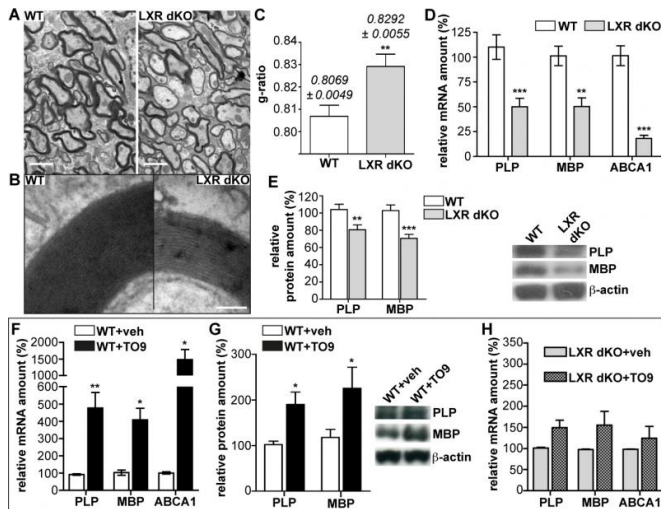 A
WT
LXR dKO
B
WT
LXR dKO
C
g-ratio
0.84
0.83
0.82
0.81
0.80
0.8069
± 0.0049
0.8292
± 0.0055
**
WT
LXR dKO
D
WT
LXR dKO
relative mRNA amount (%)
125
100
75
50
25
0
***
**
***
PLP
MBP
ABCA1
E
WT
LXR dKO
relative
protein amount (%)
120
100
80
60
40
20
0
**
***
PLP
MBP
WT
LXR
dKO
PLP
MBP
β-actin
F
WT+veh
WT+TO9
relative mRNA amount (%)
1500
1000
500
400
300
200
100
0
**
*
*
PLP
MBP
ABCA1
G
WT+veh
WT+TO9
relative protein amount (%)
300
200
100
0
*
*
PLP
MBP
WT+veh
WT+TO9
PLP
MBP
β-actin
H
LXR dKO+veh
LXR dKO+TO9
relative mRNA amount (%)
350
300
250
200
150
100
50
0
PLP
MBP
ABCA1